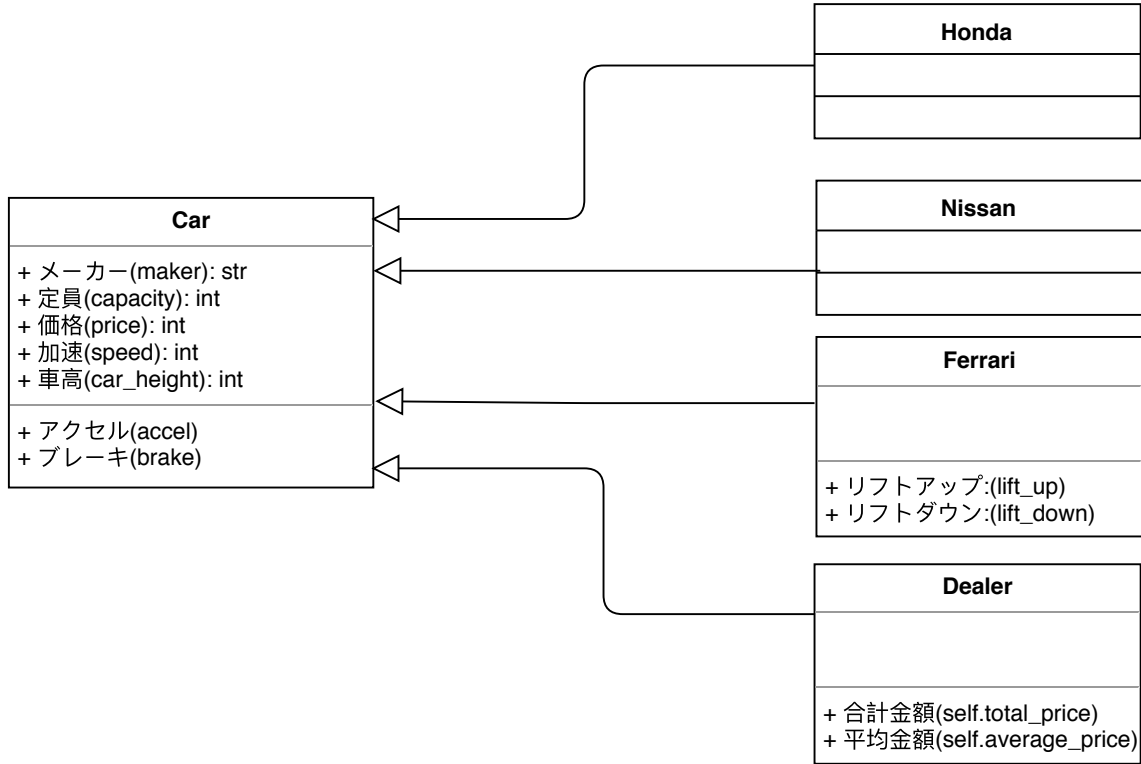 Car
+ メーカー(maker): str
+ 定員(capacity): int
+ 価格(price): int
+ 加速(speed): int
+ 車高(car_height): int
+ アクセル(accel)
+ ブレーキ(brake)
Honda
Nissan
Ferrari
+ リフトアップ:(lift_up)
+ リフトダウン:(lift_down)
Dealer
+ 合計金額(self.total_price)
+ 平均金額(self.average_price)